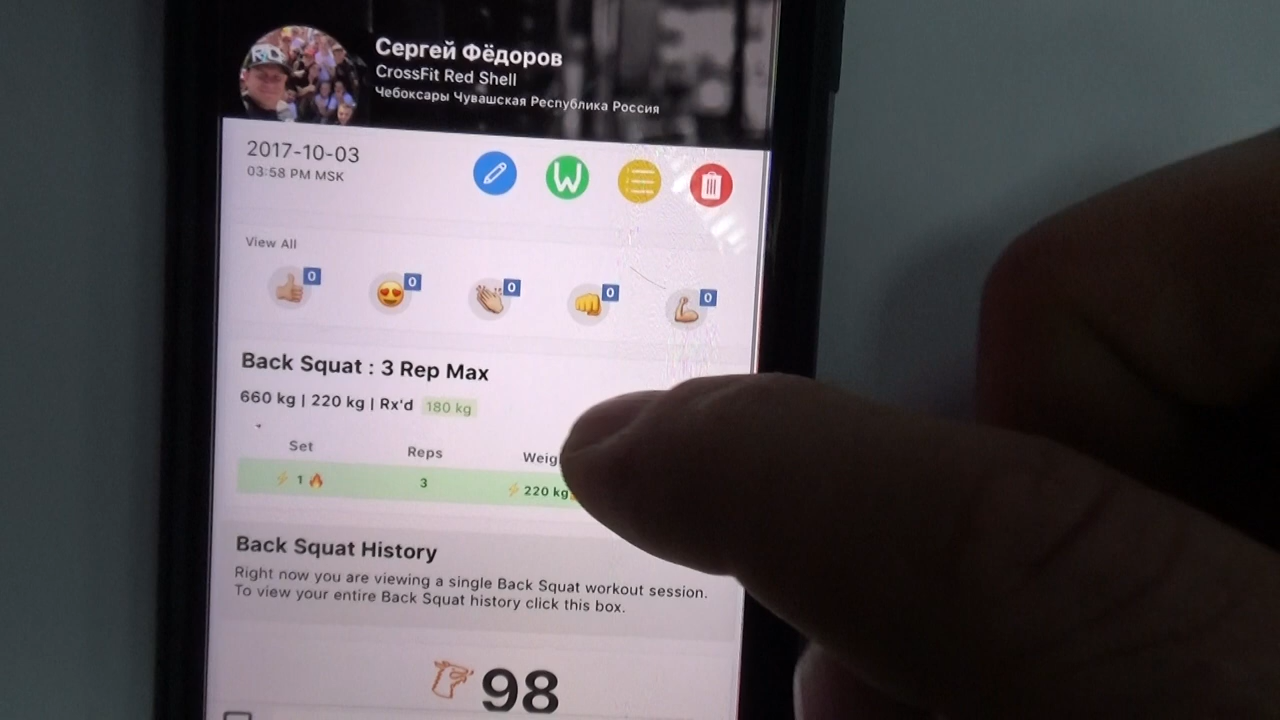 Сергей Фёдоров
CrossFit Red Shell
Чебоксары Чувашская Республика Россия
2017-10-03
03:58 PM MSK
W
View All
0 0 0 0 0
Back Squat : 3 Rep Max
660 kg | 220 kg | Rx'd 180 kg
Set Reps
1 3 220 kg
Back Squat History
Right now you are viewing a single Back Squat workout session.
To view your entire Back Squat history click this box.
98